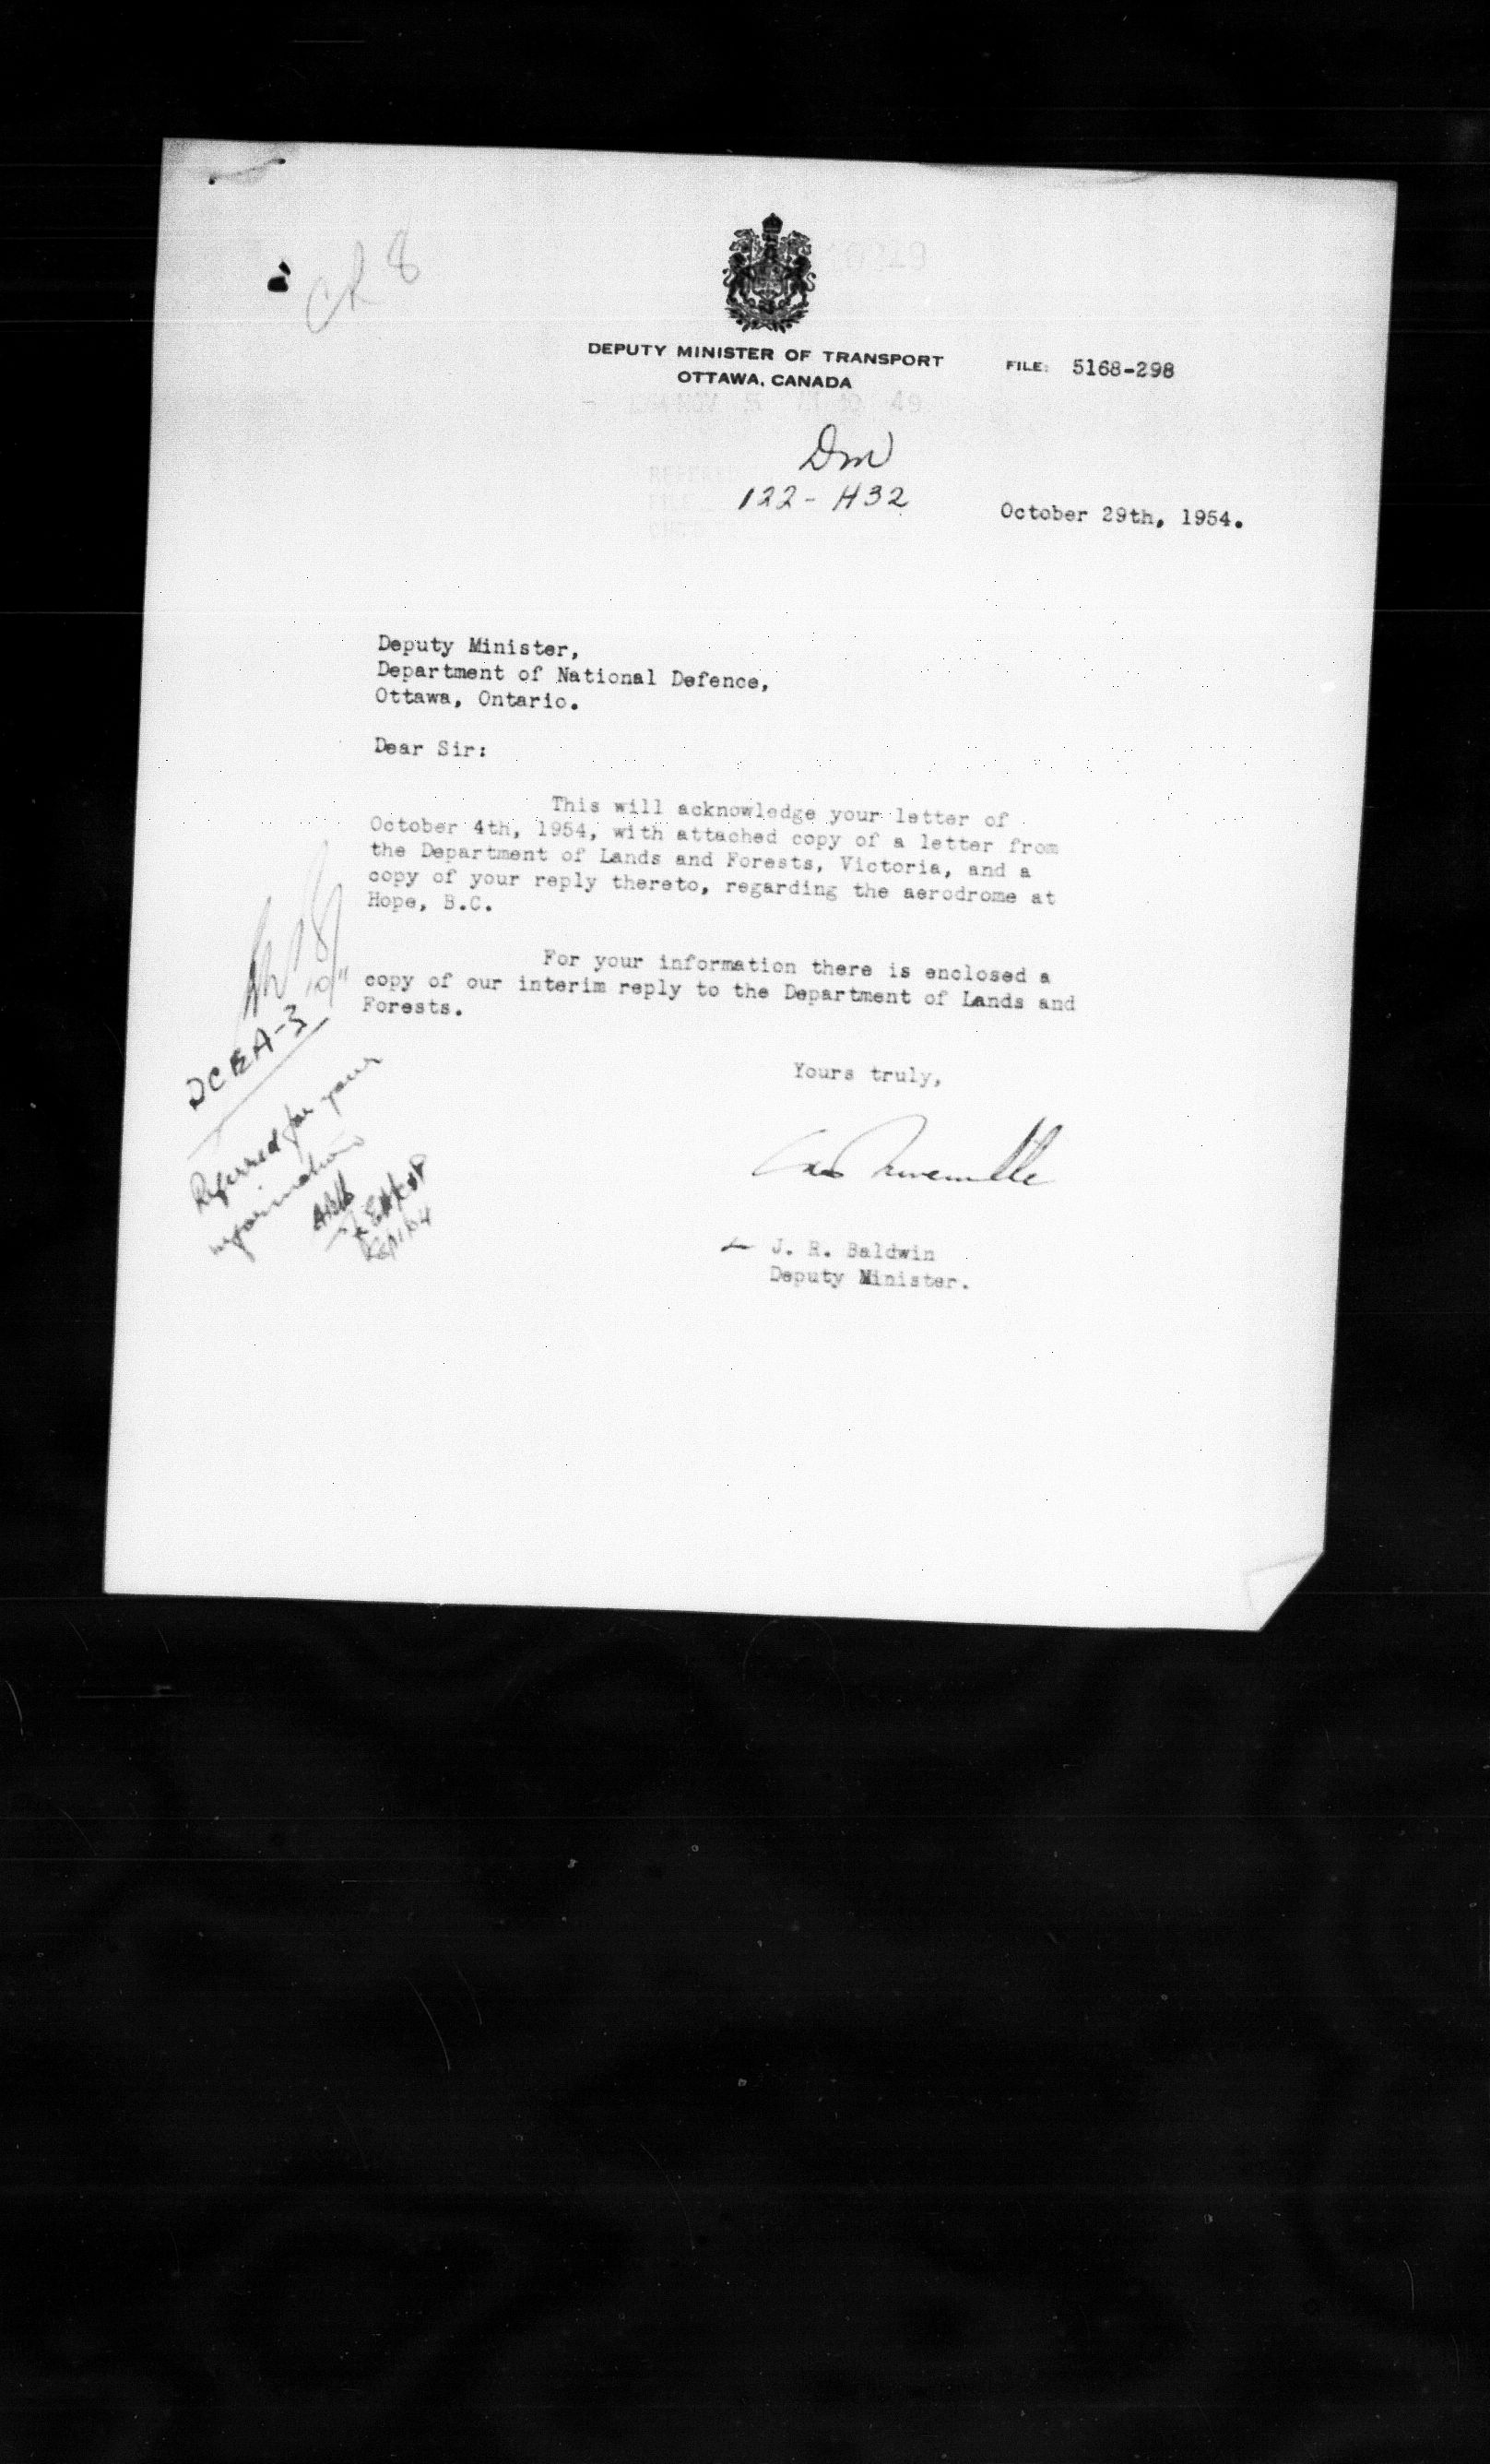 CR 8
DEPUTY MINISTER OF TRANSPORT
OTTAWA, CANADA
FILE: 5168-298
Dm
122-H32
October 29th, 1954.
Deputy Minister,
Department of National Defence,
Ottawa, Ontario.
Dear Sir:
This will acknowledge your letter of
October 4th, 1954, with attached copy of a letter from
the Department of Lands and Forests, Victoria, and a
copy of your reply thereto, regarding the aerodrome at
Hope, B.C.
For your information there is enclosed a
copy of our interim reply to the Department of Lands and
Forests.
DCEA-3
Referred for your
information
Yours truly,
J. R. Baldwin
Deputy Minister.